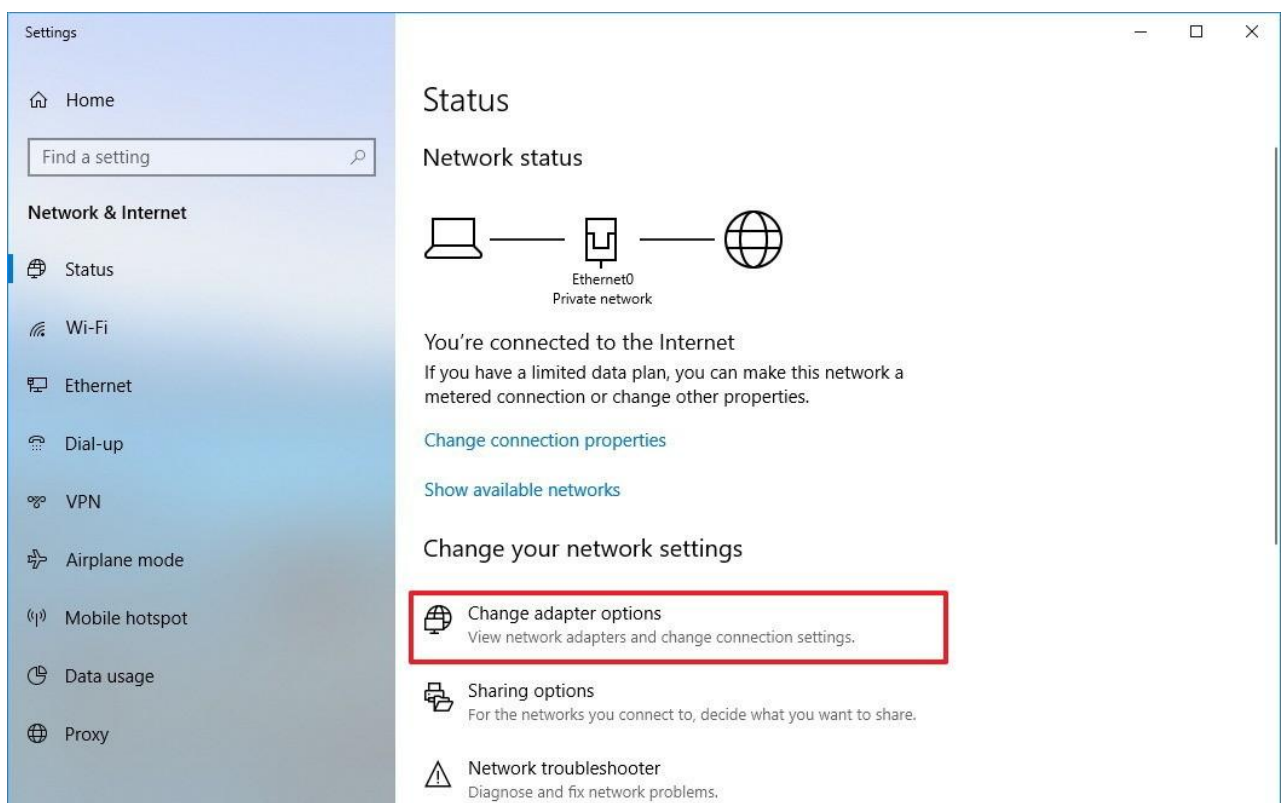 Settings
Home
Find a setting
Network & Internet
Status
Wi-Fi
Ethernet
Dial-up
VPN
Airplane mode
Mobile hotspot
Data usage
Proxy
Status
Network status
Ethernet0
Private network
You’re connected to the Internet
If you have a limited data plan, you can make this network a
metered connection or change other properties.
Change connection properties
Show available networks
Change your network settings
Change adapter options
View network adapters and change connection settings.
Sharing options
For the networks you connect to, decide what you want to share.
Network troubleshooter
Diagnose and fix network problems.